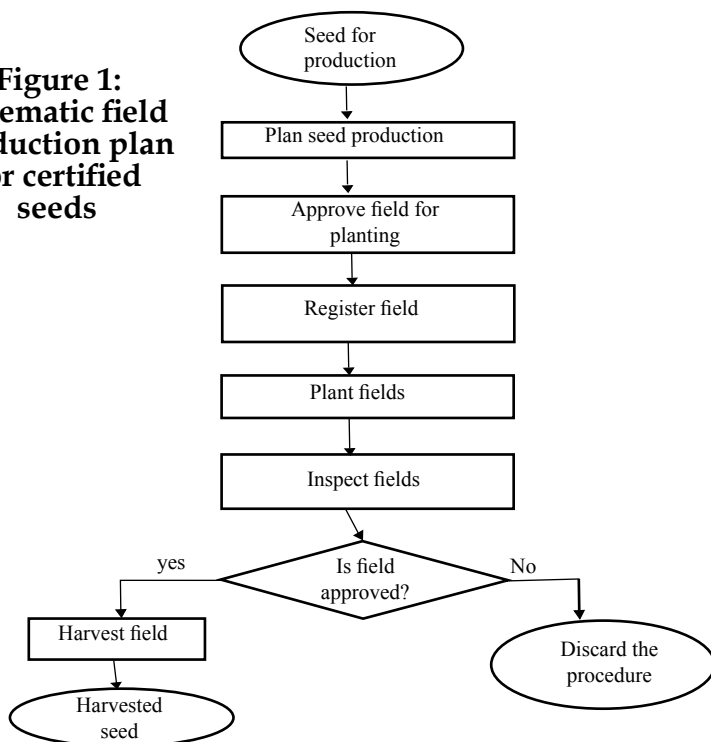 Seed for
production
Figure 1:
ematic field
duction plan
r certified
seeds
Plan seed production
Approve field for
planting
Register field
Plant fields
Inspect fields
yes
Is field
approved?
No
Harvest field
Discard the
procedure
Harvested
seed